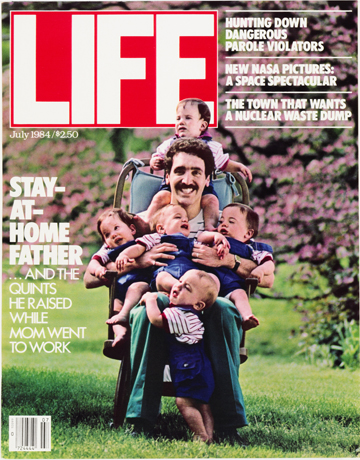 LIFE
July 1984/$2.50
HUNTING DOWN
DANGEROUS
PAROLE VIOLATORS
NEW NASA PICTURES:
A SPACE SPECTACULAR
THE TOWN THAT WANTS
A NUCLEAR WASTE DUMP
STAY-
AT-
HOME
FATHER
...AND THE
QUINTS
HE RAISED
WHILE
MOM WENT
TO WORK
07